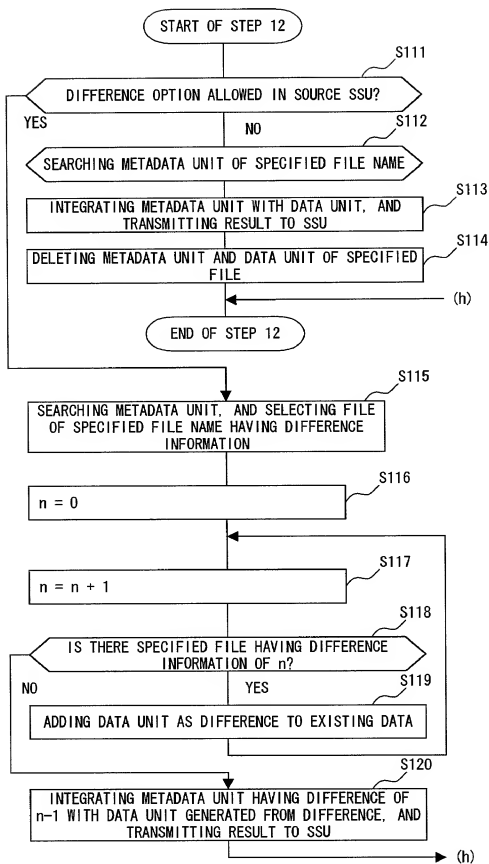 START OF STEP 12
S111
DIFFERENCE OPTION ALLOWED IN SOURCE SSU?
YES
NO
S112
SEARCHING METADATA UNIT OF SPECIFIED FILE NAME
S113
INTEGRATING METADATA UNIT WITH DATA UNIT, AND
TRANSMITTING RESULT TO SSU
S114
DELETING METADATA UNIT AND DATA UNIT OF SPECIFIED
FILE
(h)
END OF STEP 12
S115
SEARCHING METADATA UNIT, AND SELECTING FILE
OF SPECIFIED FILE NAME HAVING DIFFERENCE
INFORMATION
S116
n = 0
S117
n = n + 1
S118
IS THERE SPECIFIED FILE HAVING DIFFERENCE
INFORMATION OF n?
NO
YES
S119
ADDING DATA UNIT AS DIFFERENCE TO EXISTING DATA
S120
INTEGRATING METADATA UNIT HAVING DIFFERENCE OF
n-1 WITH DATA UNIT GENERATED FROM DIFFERENCE, AND
TRANSMITTING RESULT TO SSU
(h)